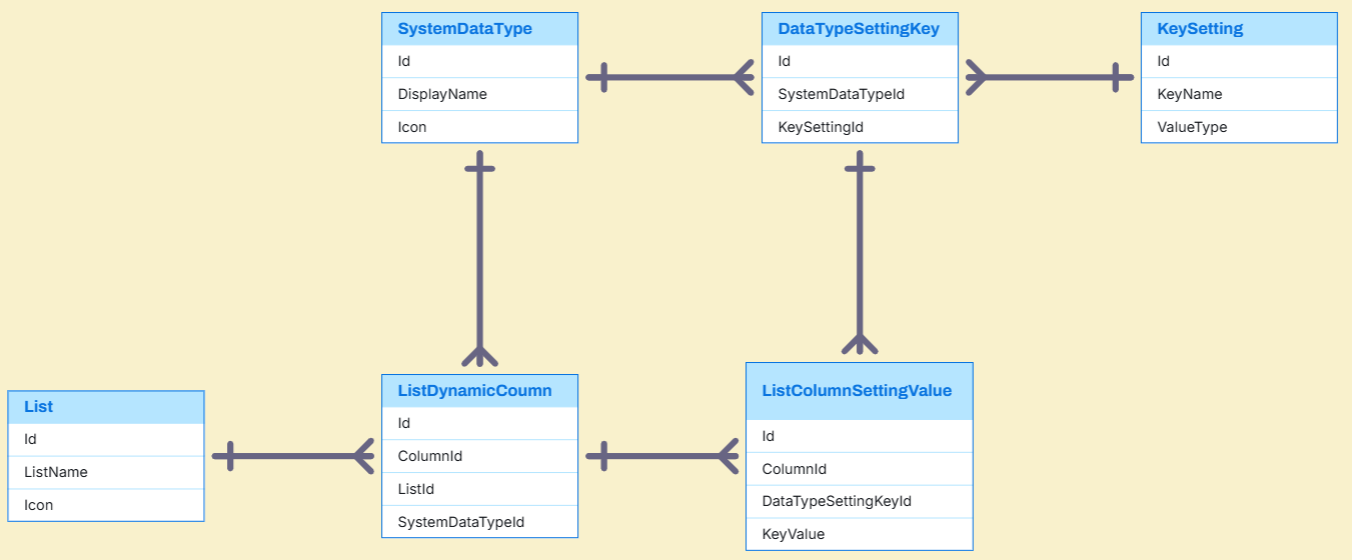 SystemDataType
Id
DisplayName
Icon
DataTypeSettingKey
Id
SystemDataTypeId
KeySettingId
KeySetting
Id
KeyName
ValueType
List
Id
ListName
Icon
ListDynamicCoumn
Id
ColumnId
ListId
SystemDataTypeId
ListColumnSettingValue
Id
ColumnId
DataTypeSettingKeyId
KeyValue